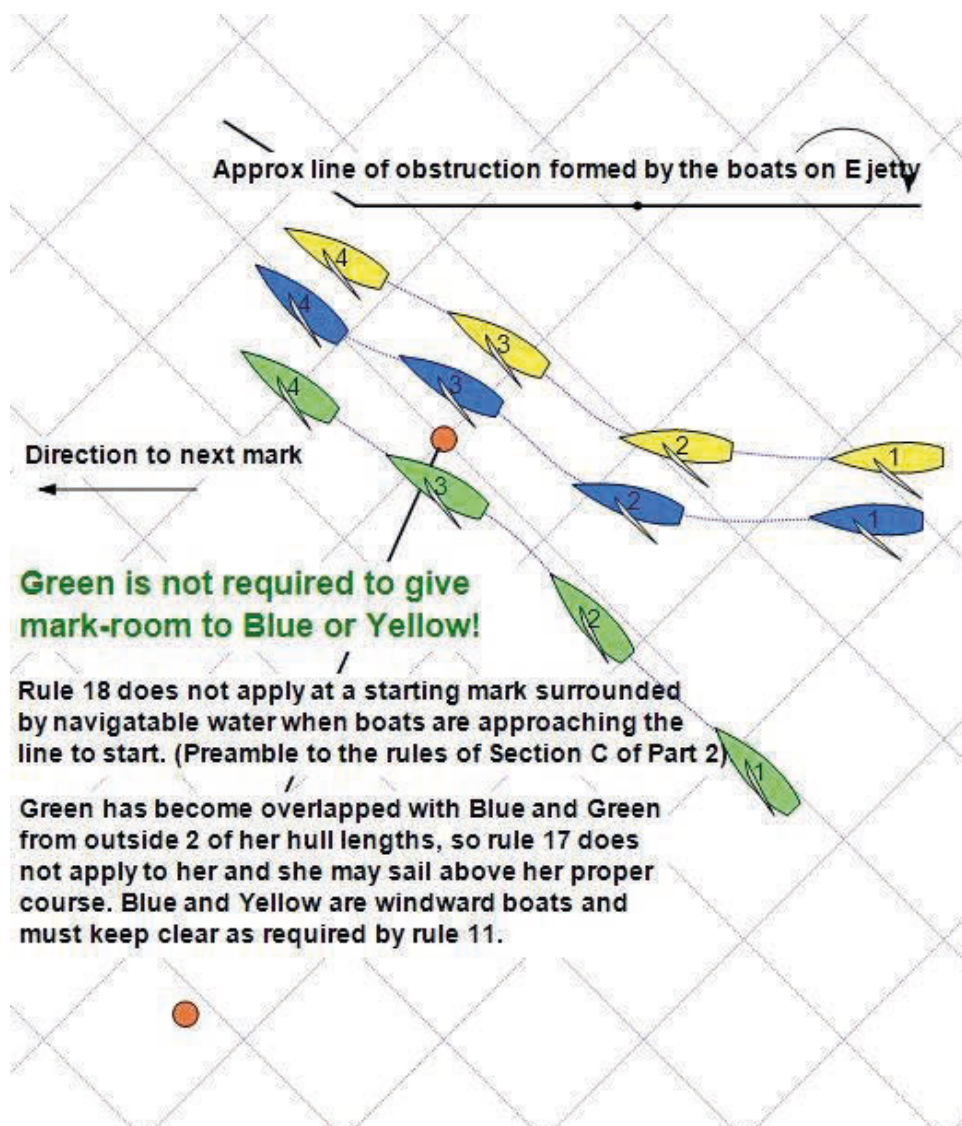 Approx line of obstruction formed by the boats on E jetty
4
4
3
4
3
2
1
Direction to next mark
3
2
1
Green is not required to give
mark-room to Blue or Yellow!
2
Rule 18 does not apply at a starting mark surrounded
by navigatable water when boats are approaching the
line to start. (Preamble to the rules of Section C of Part 2)
1
Green has become overlapped with Blue and Green
from outside 2 of her hull lengths, so rule 17 does
not apply to her and she may sail above her proper
course. Blue and Yellow are windward boats and
must keep clear as required by rule 11.